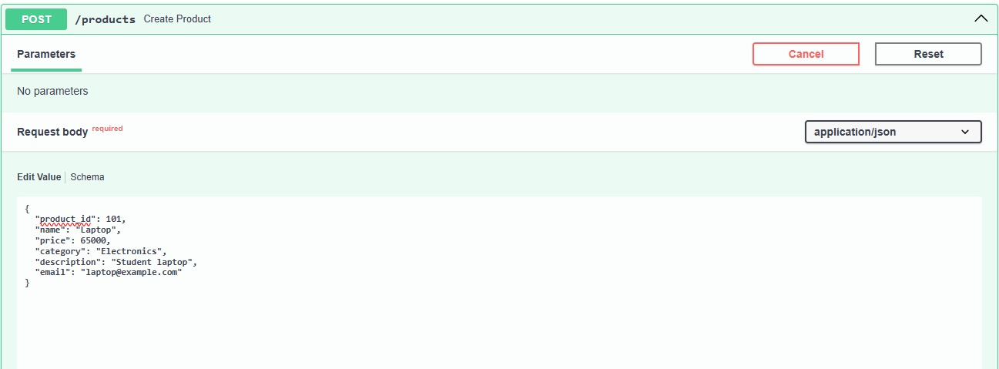 POST /products Create Product
Parameters Cancel Reset
No parameters
Request body required application/json
Edit Value Schema
{
  "product_id": 101,
  "name": "Laptop",
  "price": 65000,
  "category": "Electronics",
  "description": "Student laptop",
  "email": "laptop@example.com"
}